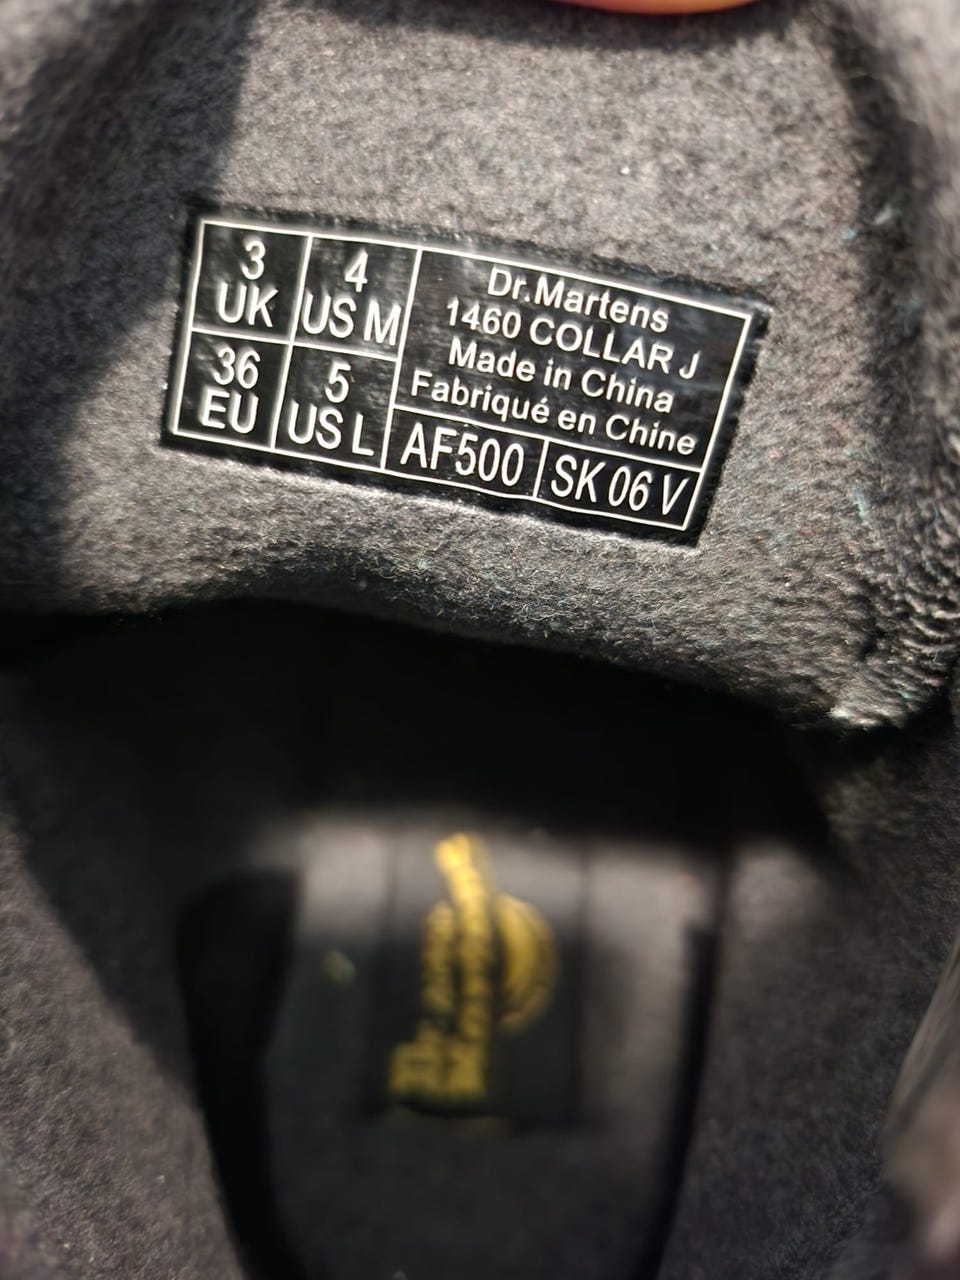 3
UK
4
US M
36
EU
5
US L
Dr.Martens
1460 COLLAR J
Made in China
Fabriqué en Chine
AF500
SK 06 V